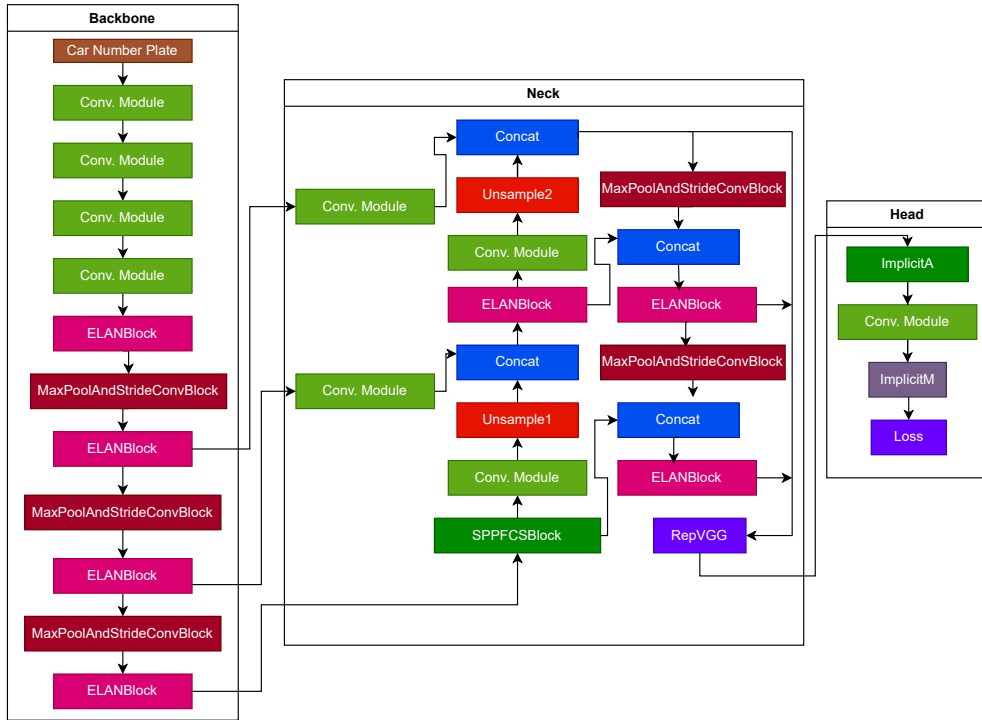 Backbone
Car Number Plate
Conv. Module
Conv. Module
Conv. Module
Conv. Module
ELANBlock
MaxPoolAndStrideConvBlock
ELANBlock
MaxPoolAndStrideConvBlock
ELANBlock
MaxPoolAndStrideConvBlock
ELANBlock
Neck
Conv. Module
Conv. Module
Concat
Unsample2
Conv. Module
ELANBlock
Concat
Unsample1
Conv. Module
SPPFCSBlock
MaxPoolAndStrideConvBlock
Concat
ELANBlock
MaxPoolAndStrideConvBlock
Concat
ELANBlock
RepVGG
Head
ImplicitA
Conv. Module
ImplicitM
Loss